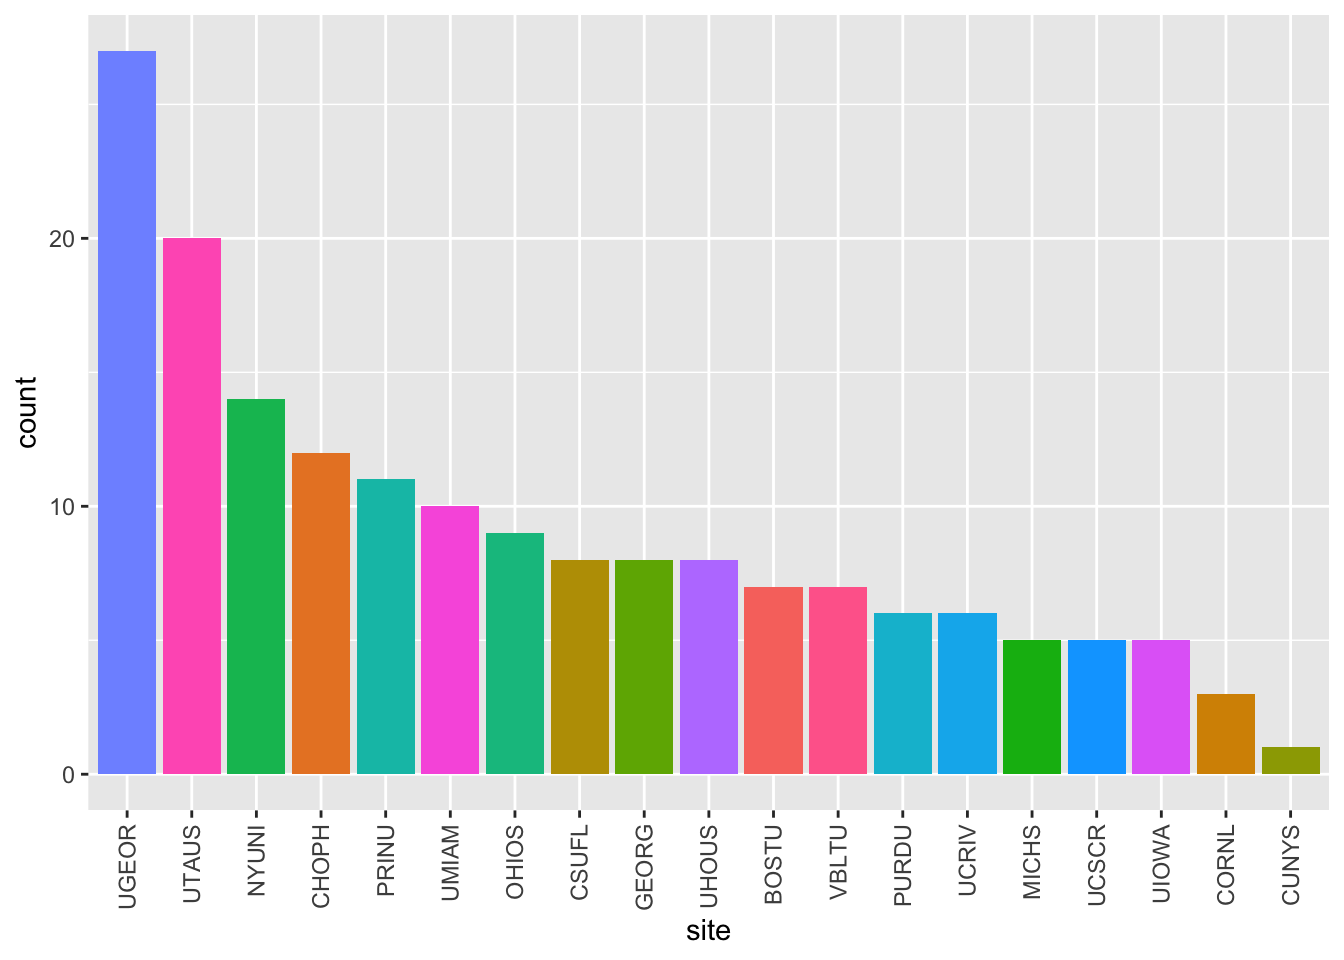 20
10
0
count
UGEOR
UTAUS
NYUNI
CHOPH
PRINU
UMIAM
OHIOS
CSUFL
GEORG
UHOUS
BOSTU
VBLTU
PURDU
UCRIV
MICHS
UCSCR
UIOWA
CORNL
CUNYS
site